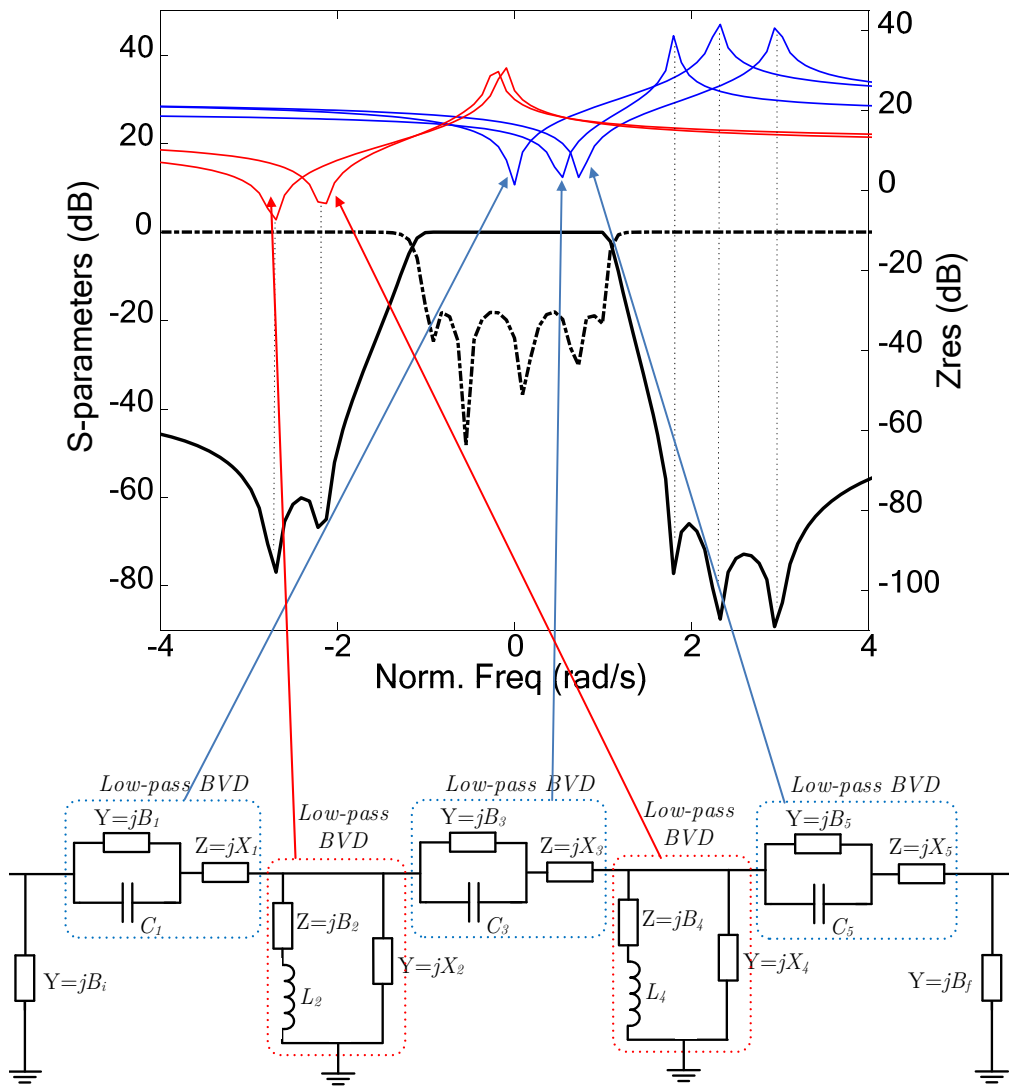 40
20
0
-20
-40
-60
-80
S-parameters (dB)
40
20
0
-20
-40
-60
-80
-100
Zres (dB)
-4
-2
0
2
4
Norm. Freq (rad/s)
Low-pass BVD
Y=jB1
Z=jX1
C1
Y=jBi
Low-pass
BVD
Z=jB2
L2
Y=jX2
Low-pass BVD
Y=jB3
Z=jX3
C3
Low-pass
BVD
Z=jB4
L4
Y=jX4
Low-pass BVD
Y=jB5
Z=jX5
C5
Y=jBf